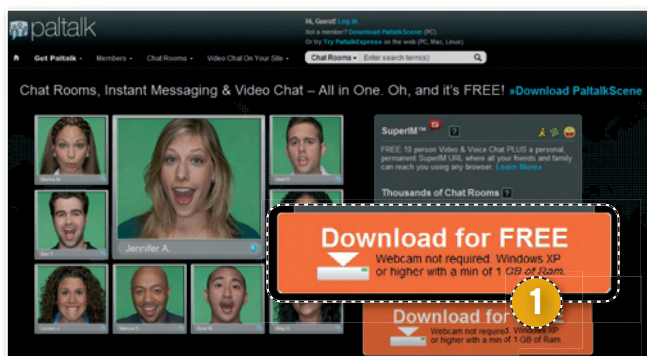 paltalk
Hi, Guest! Log in
Not a member? Download PaltalkScene (PC)
Or try Try PaltalkExpress on the web (PC, Mac, Linux)
Get Paltalk
Members
Chat Rooms
Video Chat On Your Site
Chat Rooms
Enter search term(s)
Chat Rooms, Instant Messaging & Video Chat – All in One. Oh, and it's FREE! »Download PaltalkScene
SuperIM™ S ?
FREE 10 person Video & Voice Chat PLUS a personal,
permanent SuperIM URL where all your friends and family
can reach you using any browser. Learn More»
Thousands of Chat Rooms ?
Jennifer A.
Download for FREE
Webcam not required. Windows XP
or higher with a min of 1 GB of Ram.
1
Download for
Webcam not required. Windows XP
or higher with a min of 1 GB of Ram.